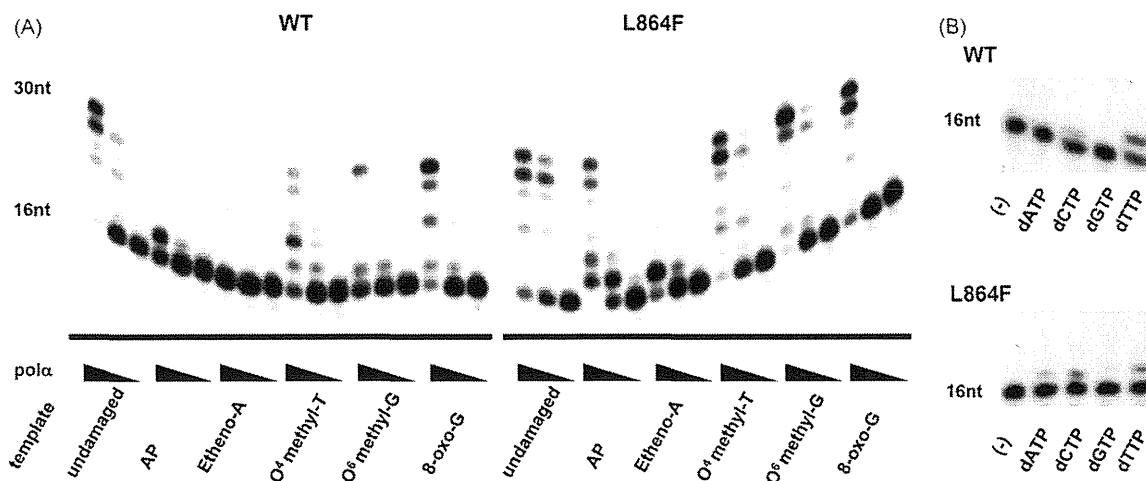 (A)
WT
L864F
30nt
16nt
polα
template
undamaged
AP
Etheno-A
O⁴ methyl-T
O⁶ methyl-G
8-oxo-G
undamaged
AP
Etheno-A
O⁴ methyl-T
O⁶ methyl-G
8-oxo-G
(B)
WT
16nt
(-)
dATP
dCTP
dGTP
dTTP
L864F
16nt
(-)
dATP
dCTP
dGTP
dTTP